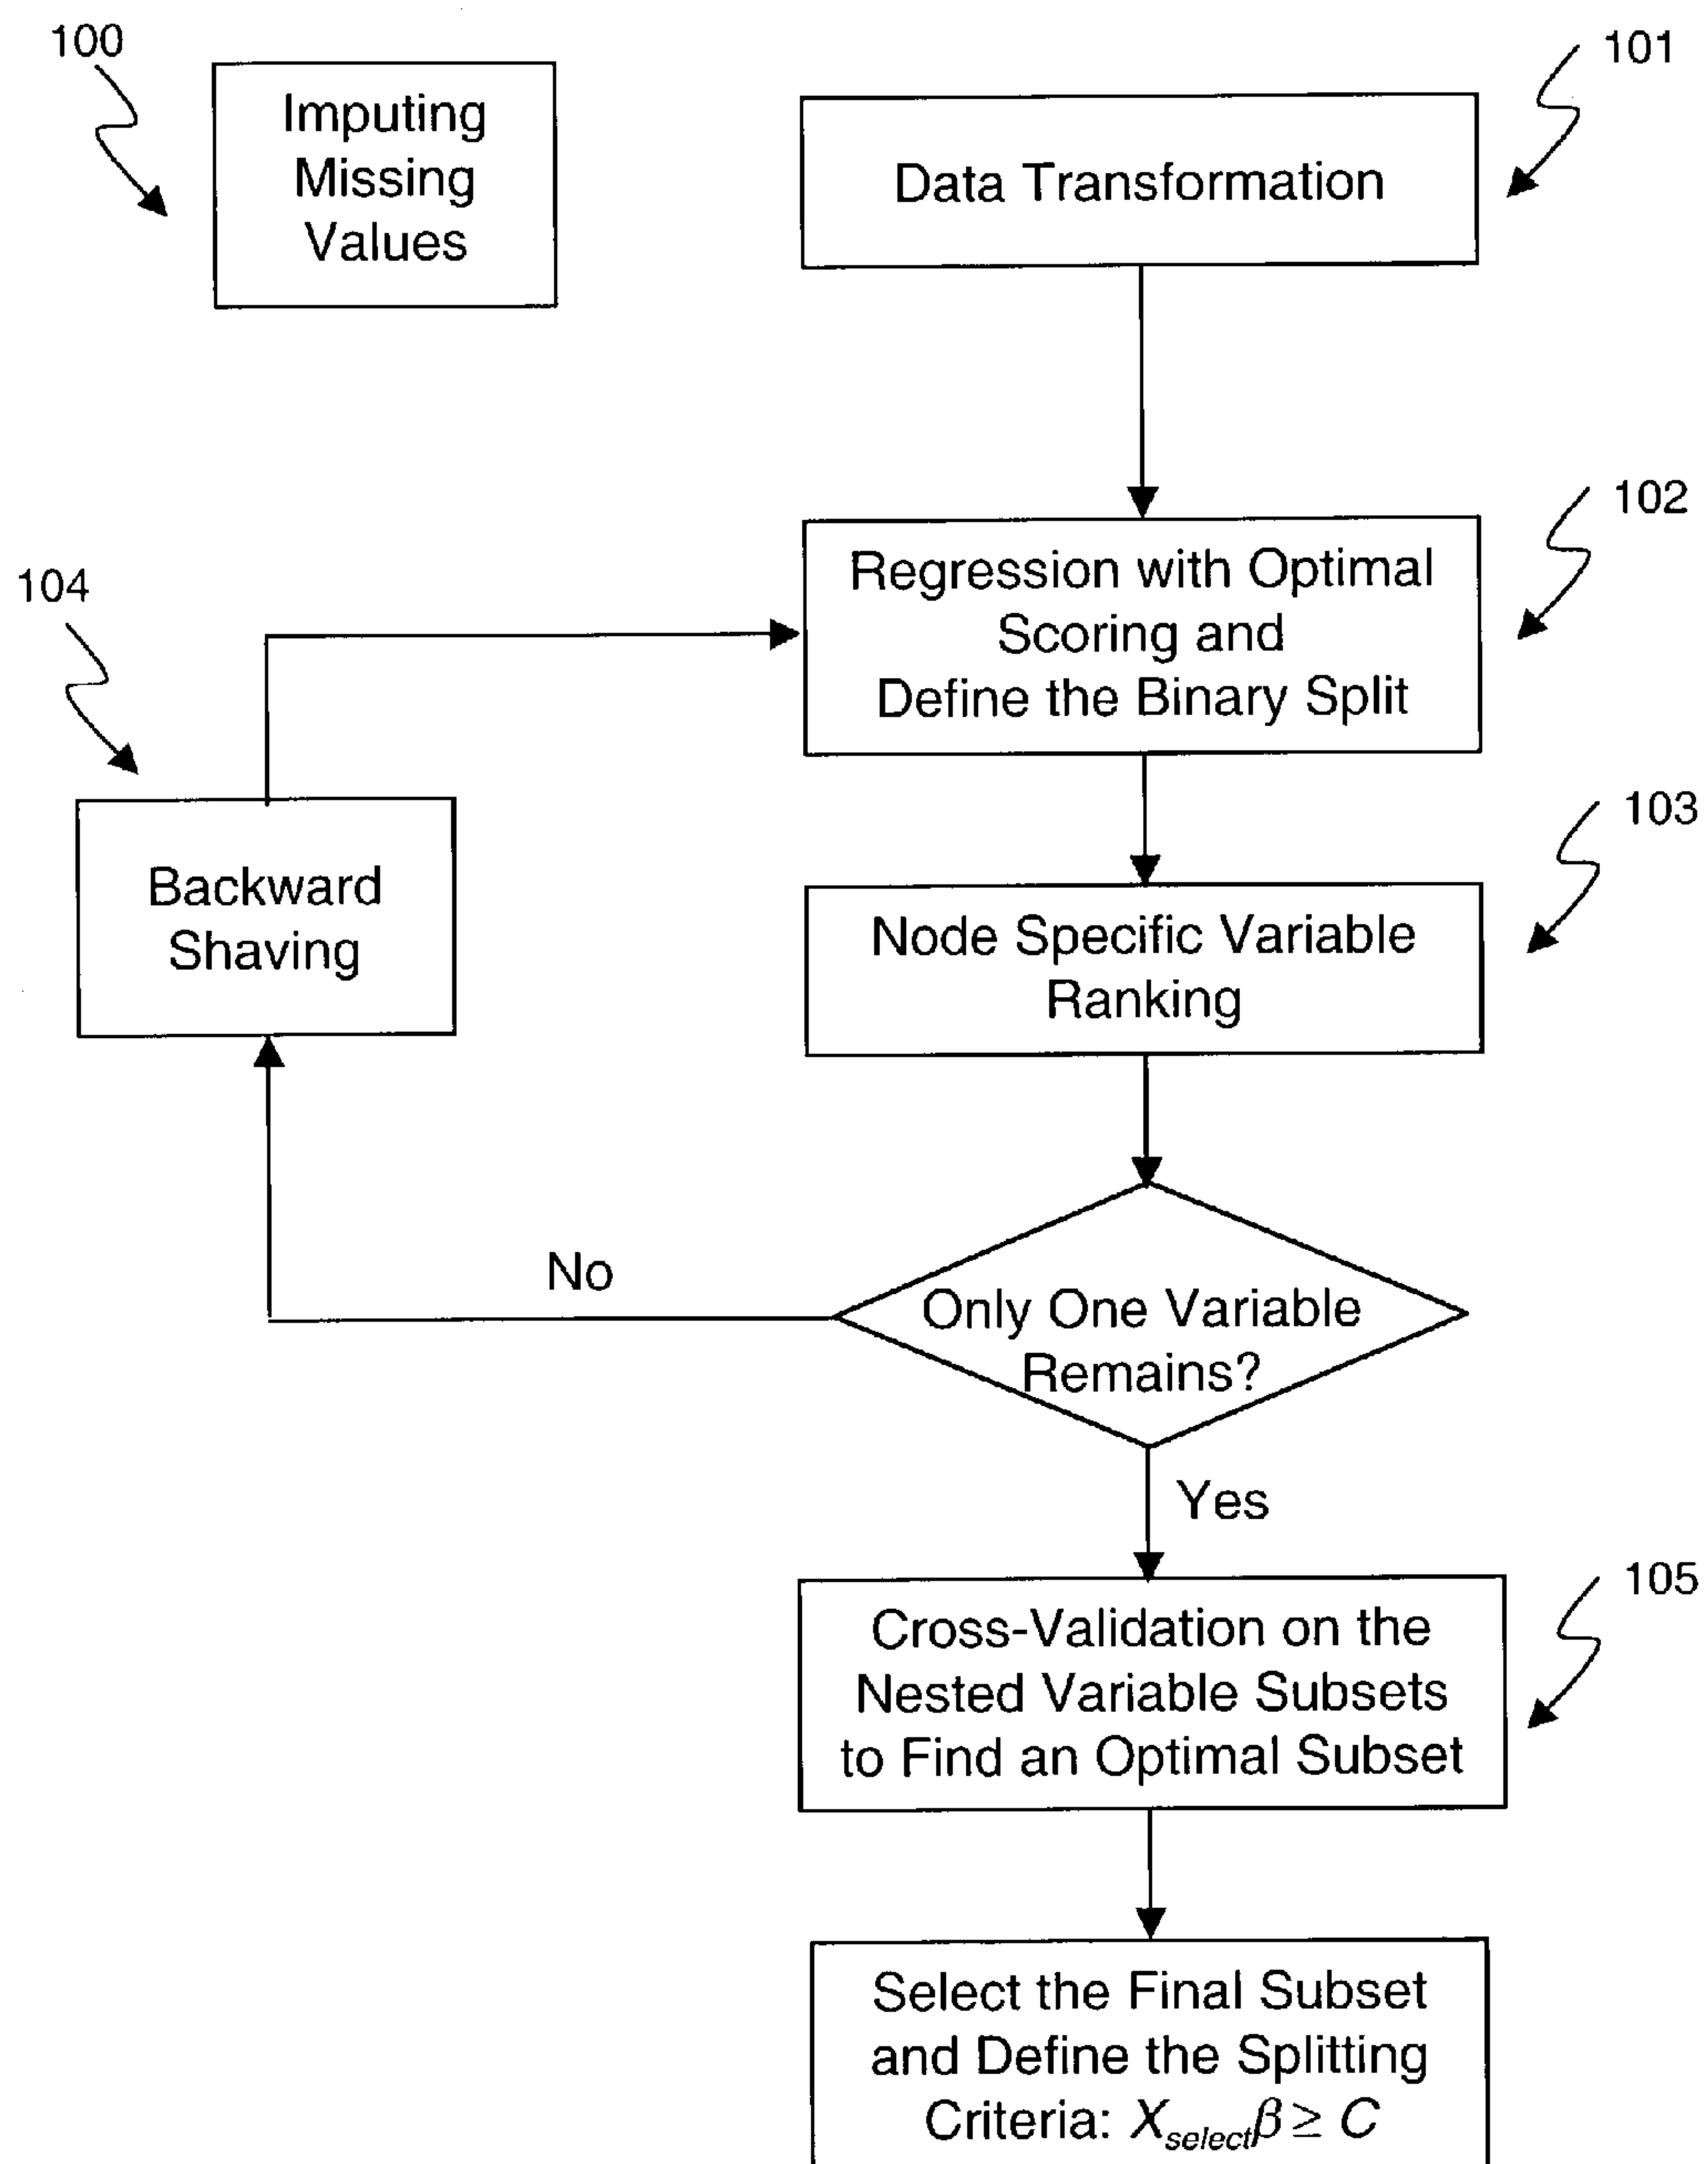 100
Imputing
Missing
Values
101
Data Transformation
102
Regression with Optimal
Scoring and
Define the Binary Split
104
Backward
Shaving
103
Node Specific Variable
Ranking
Only One Variable
Remains?
No
Yes
105
Cross-Validation on the
Nested Variable Subsets
to Find an Optimal Subset
Select the Final Subset
and Define the Splitting
Criteria: X_select β ≥ C